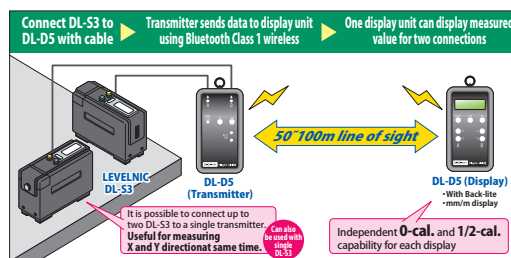 Connect DL-S3 to
DL-D5 with cable
Transmitter sends data to display unit
using Bluetooth Class 1 wireless
One display unit can display measured
value for two connections
50~100m line of sight
LEVELNIC
DL-S3
DL-D5
(Transmitter)
DL-D5 (Display)
・With Back-lite
・mm/m display
It is possible to connect up to
two DL-S3 to a single transmitter.
Useful for measuring
X and Y directionat same time.
Can also
be used with
single
DL-S3
Independent 0-cal. and 1/2-cal.
capability for each display